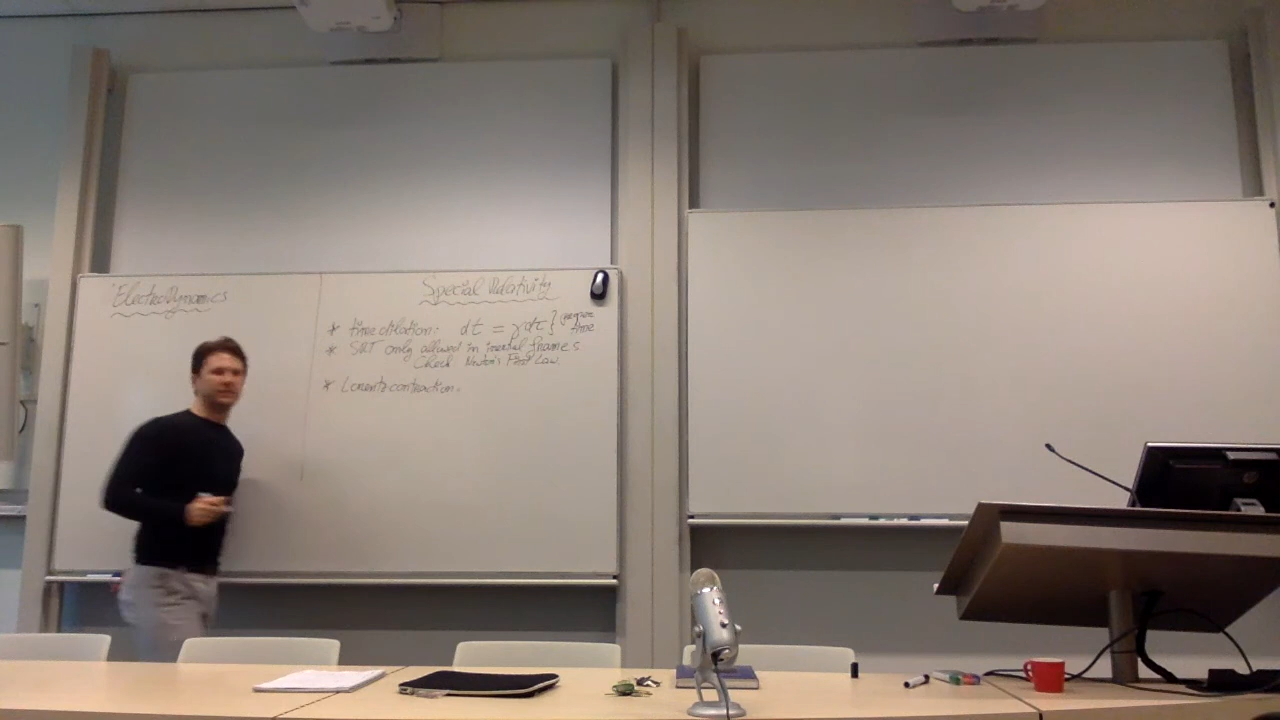 ElectroDynamics
Special Relativity
* time dilation: dt = γdτ } proper
time
* SRT only allowed in inertial frames
Check Newton's First Law
* Lorentz contraction: